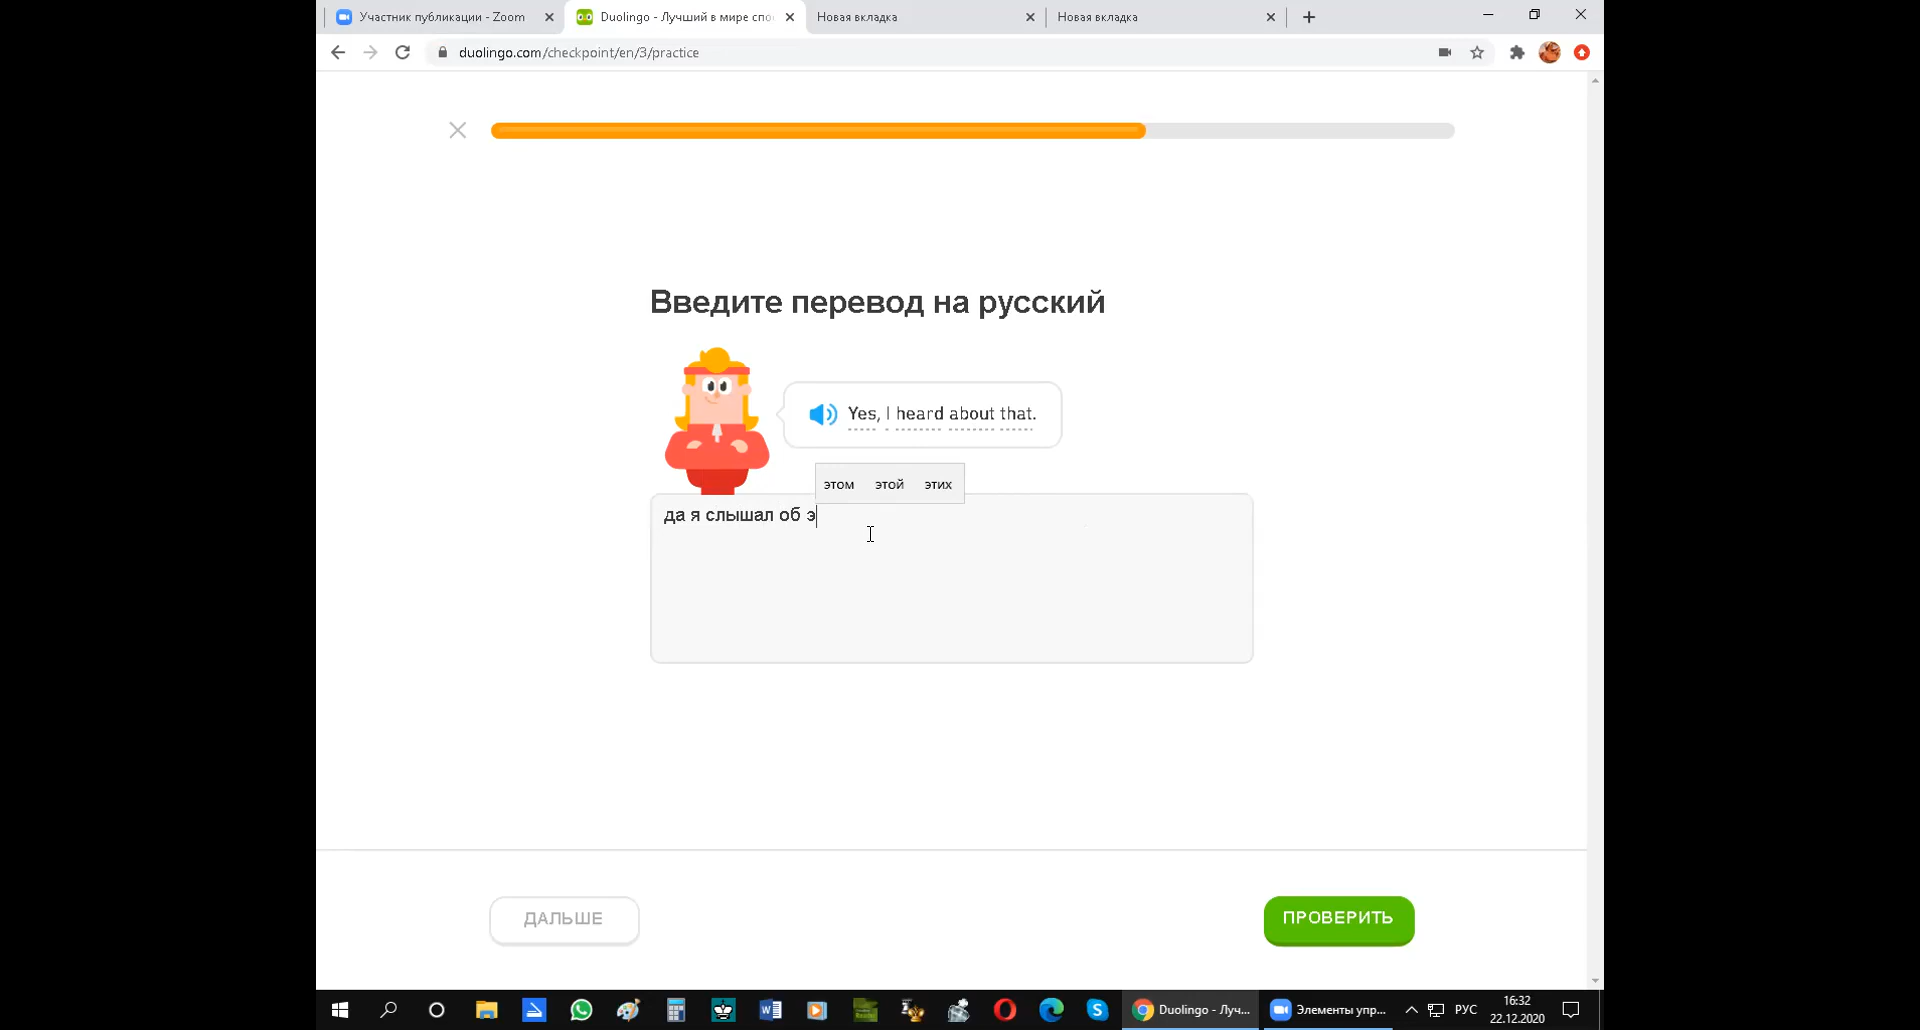 Участник публикации - Zoom
Duolingo - Лучший в мире спо
Новая вкладка
Новая вкладка
duolingo.com/checkpoint/en/3/practice
Введите перевод на русский
Yes, I heard about that.
этом этой этих
да я слышал об э
ДАЛЬШЕ
ПРОВЕРИТЬ
Duolingo - Луч...
Элементы упр...
РУС
16:32
22.12.2020